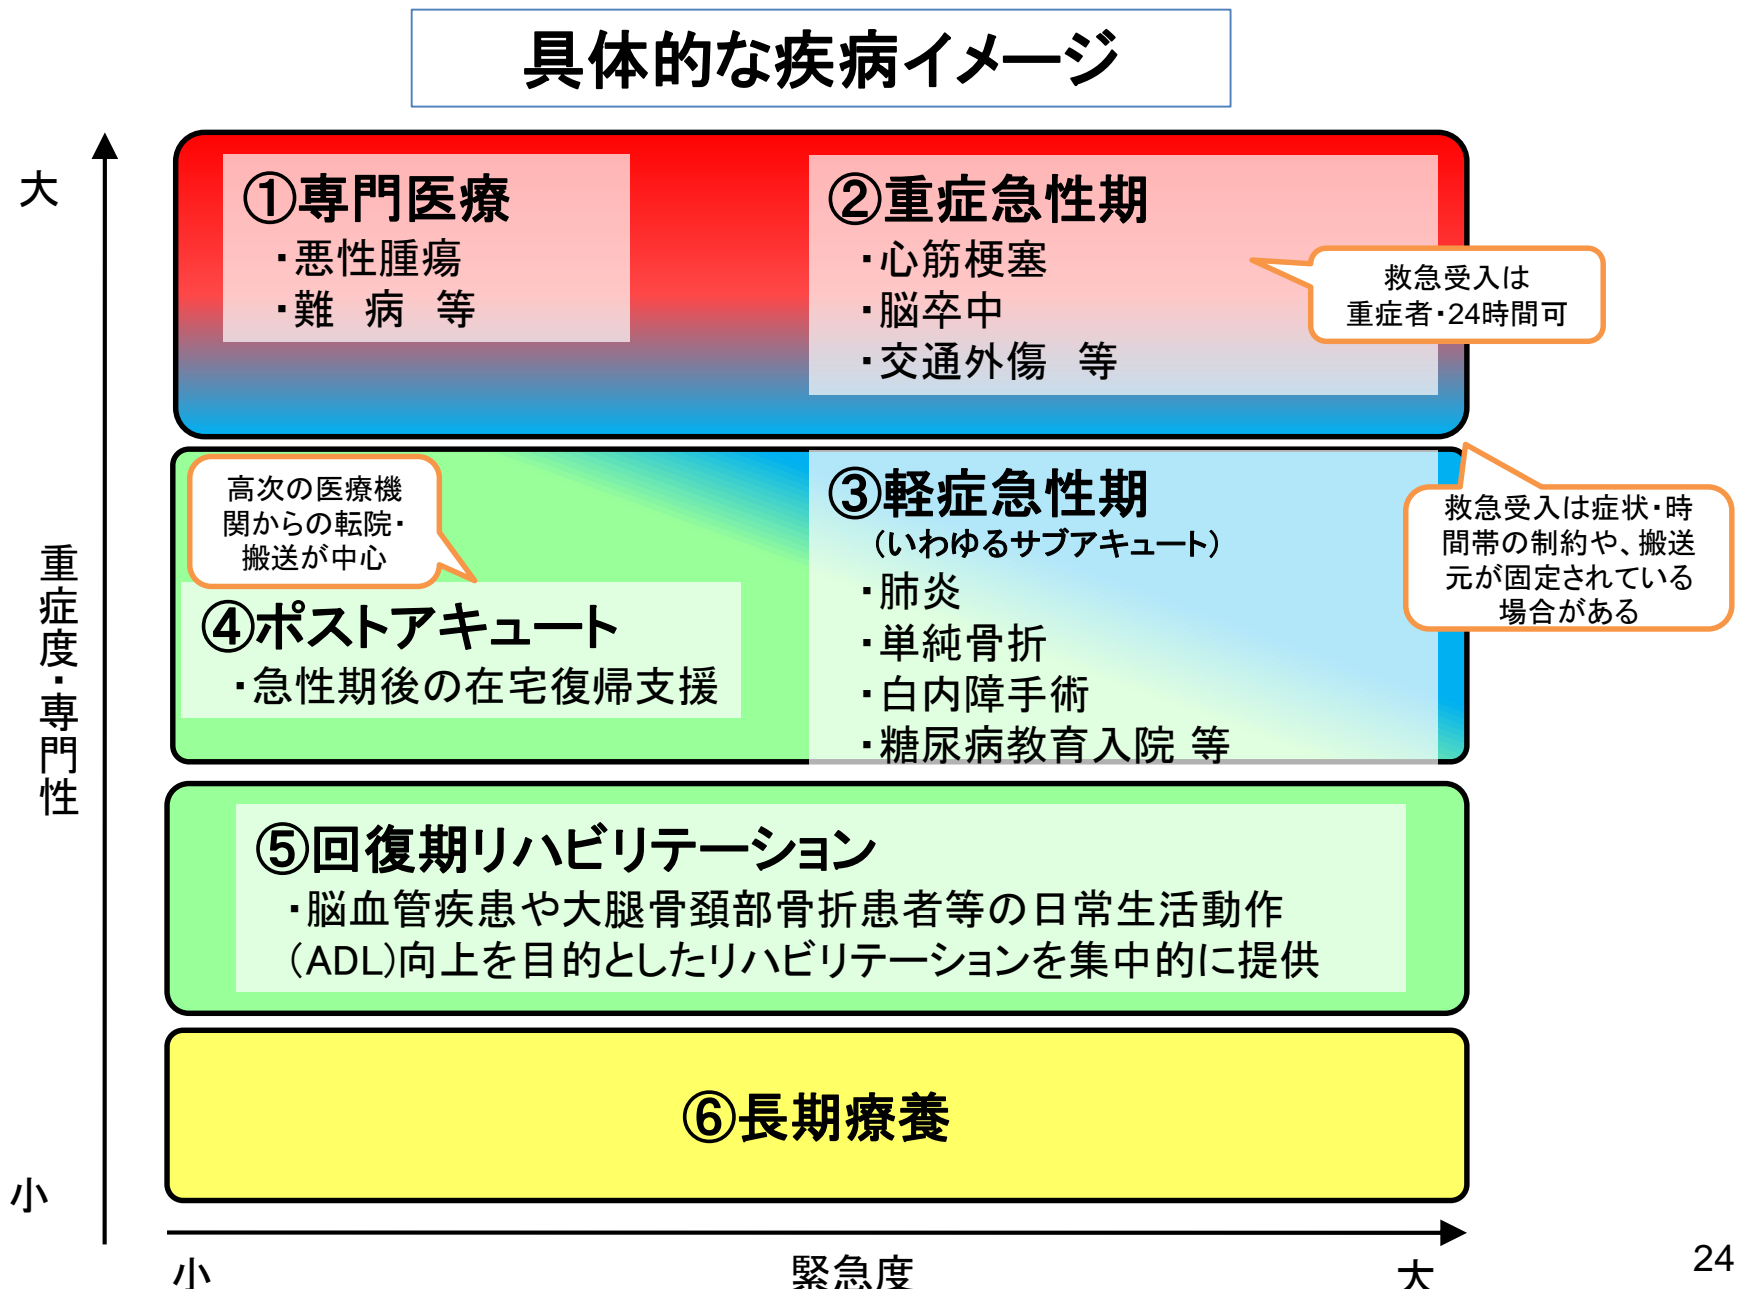 具体的な疾病イメージ
大
①専門医療
・悪性腫瘍
・難　病　等
②重症急性期
・心筋梗塞
・脳卒中
・交通外傷　等
救急受入は
重症者・24時間可
高次の医療機
関からの転院・
搬送が中心
④ポストアキュート
・急性期後の在宅復帰支援
③軽症急性期
（いわゆるサブアキュート）
・肺炎
・単純骨折
・白内障手術
・糖尿病教育入院 等
救急受入は症状・時
間帯の制約や、搬送
元が固定されている
場合がある
重症度・専門性
⑤回復期リハビリテーション
・脳血管疾患や大腿骨頚部骨折患者等の日常生活動作
（ADL)向上を目的としたリハビリテーションを集中的に提供
⑥長期療養
小
小
緊急度
大
24